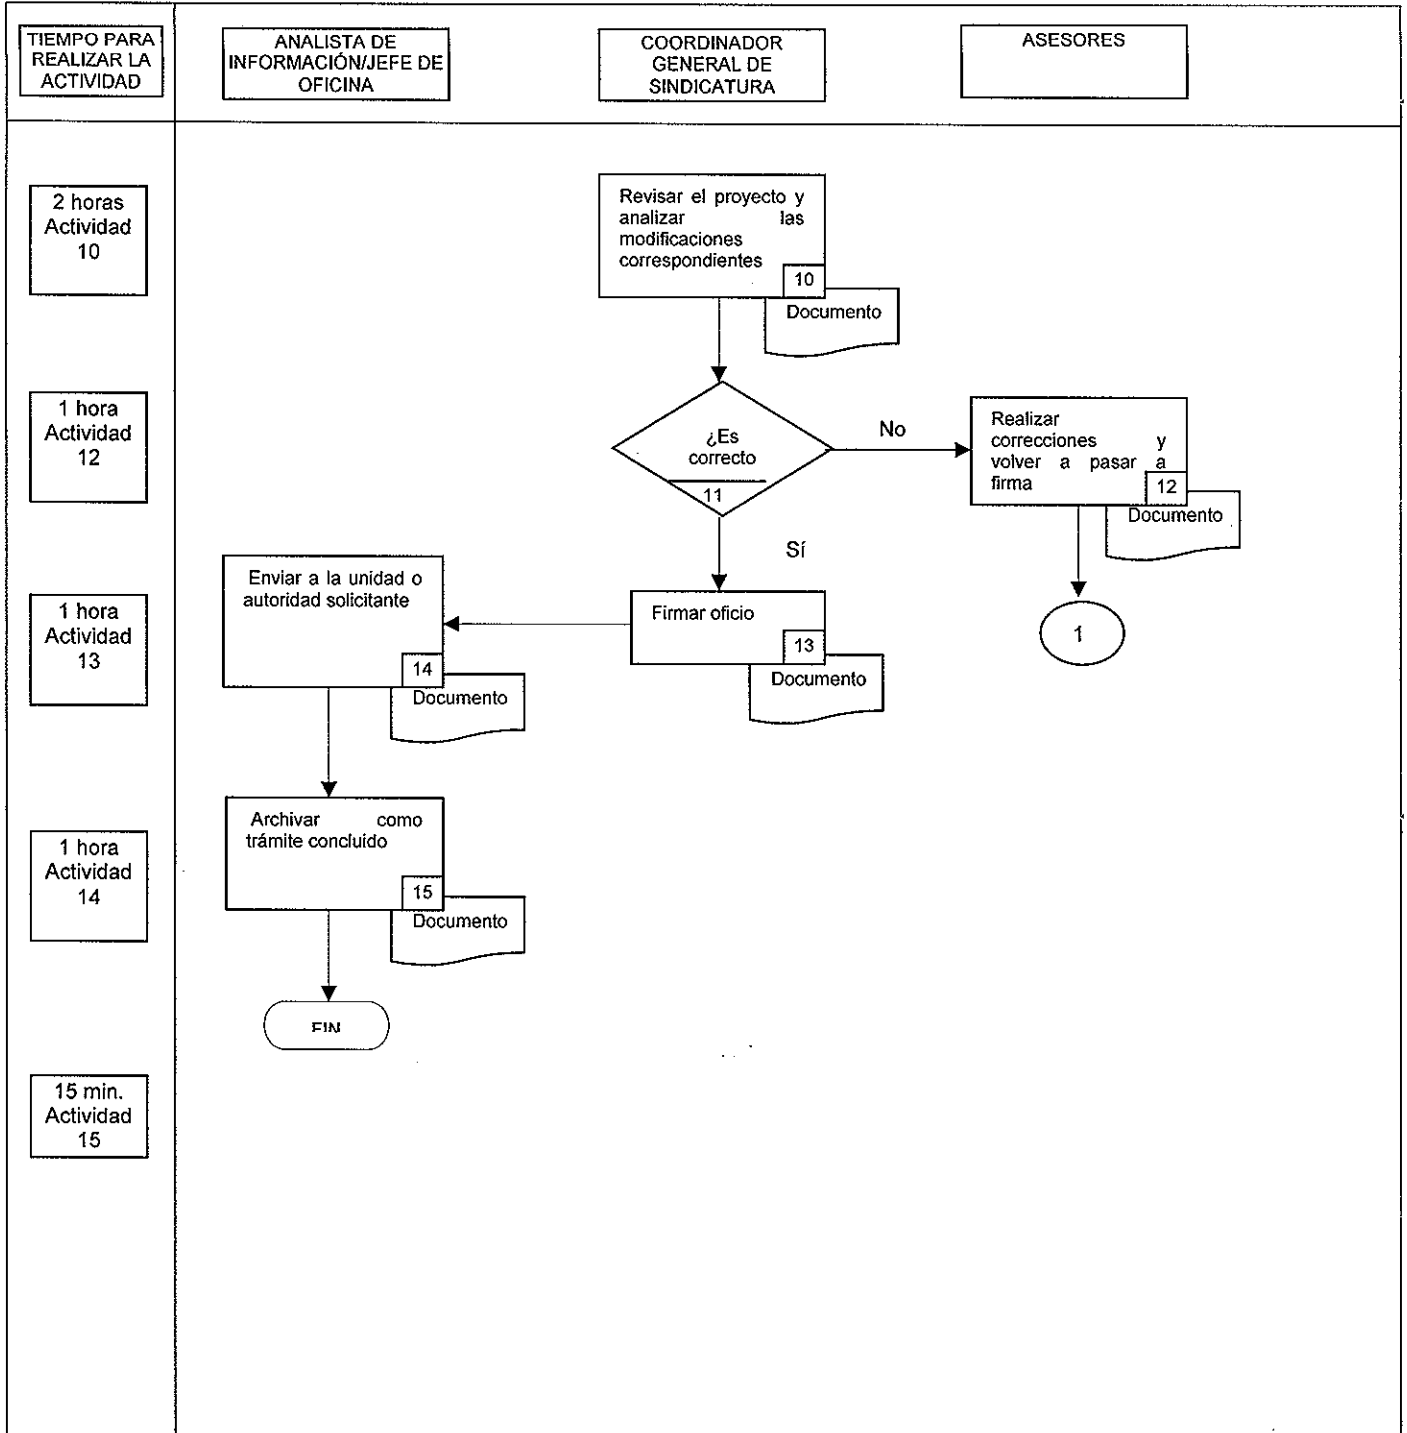 TIEMPO PARA
REALIZAR LA
ACTIVIDAD
ANALISTA DE
INFORMACIÓN/JEFE DE
OFICINA
COORDINADOR
GENERAL DE
SINDICATURA
ASESORES
2 horas
Actividad
10
Revisar el proyecto y
analizar las
modificaciones
correspondientes
10
Documento
1 hora
Actividad
12
¿Es
correcto
11
No
Realizar
correcciones y
volver a pasar a
firma
12
Documento
Sí
1 hora
Actividad
13
Enviar a la unidad o
autoridad solicitante
14
Documento
Firmar oficio
13
Documento
1
1 hora
Actividad
14
Archivar como
trámite concluido
15
Documento
FIN
15 min.
Actividad
15